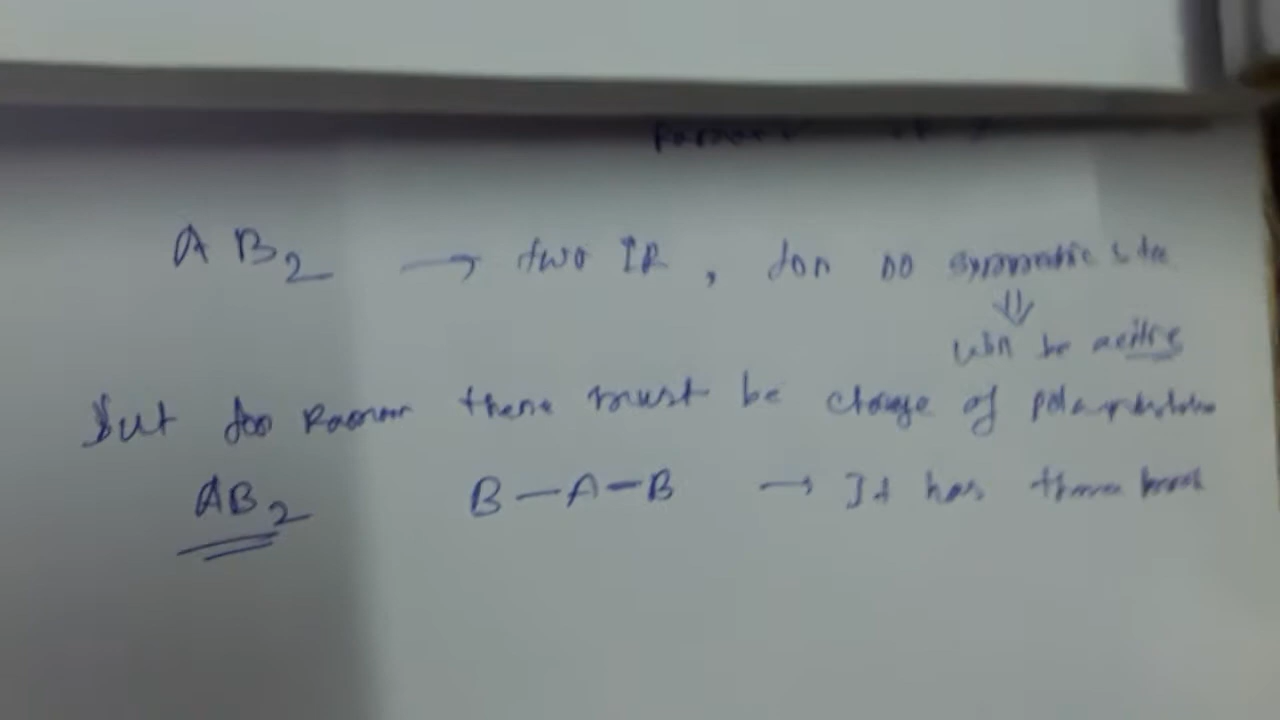 AB2 → two IR, for no symmetric
⇓
will be active
But for Raman there must be change of
AB2 B-A-B → It has three